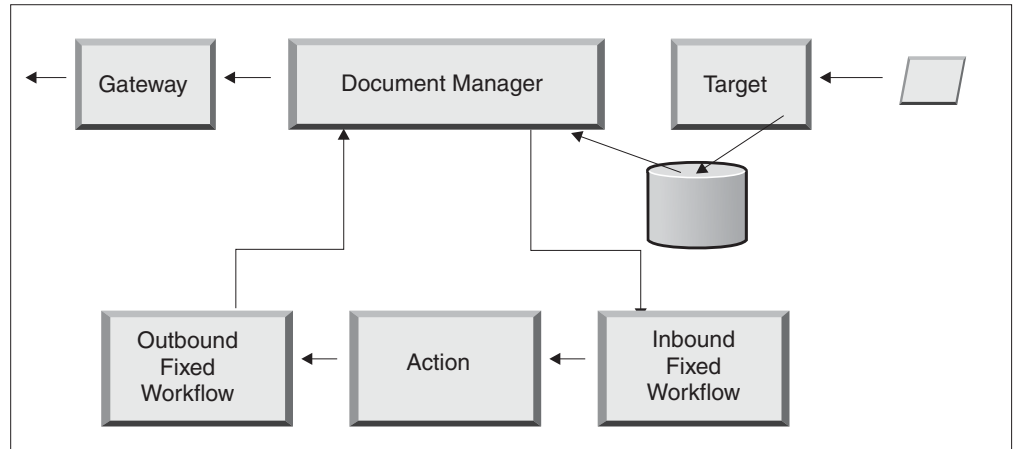 Gateway
Document Manager
Target
Outbound
Fixed
Workflow
Action
Inbound
Fixed
Workflow